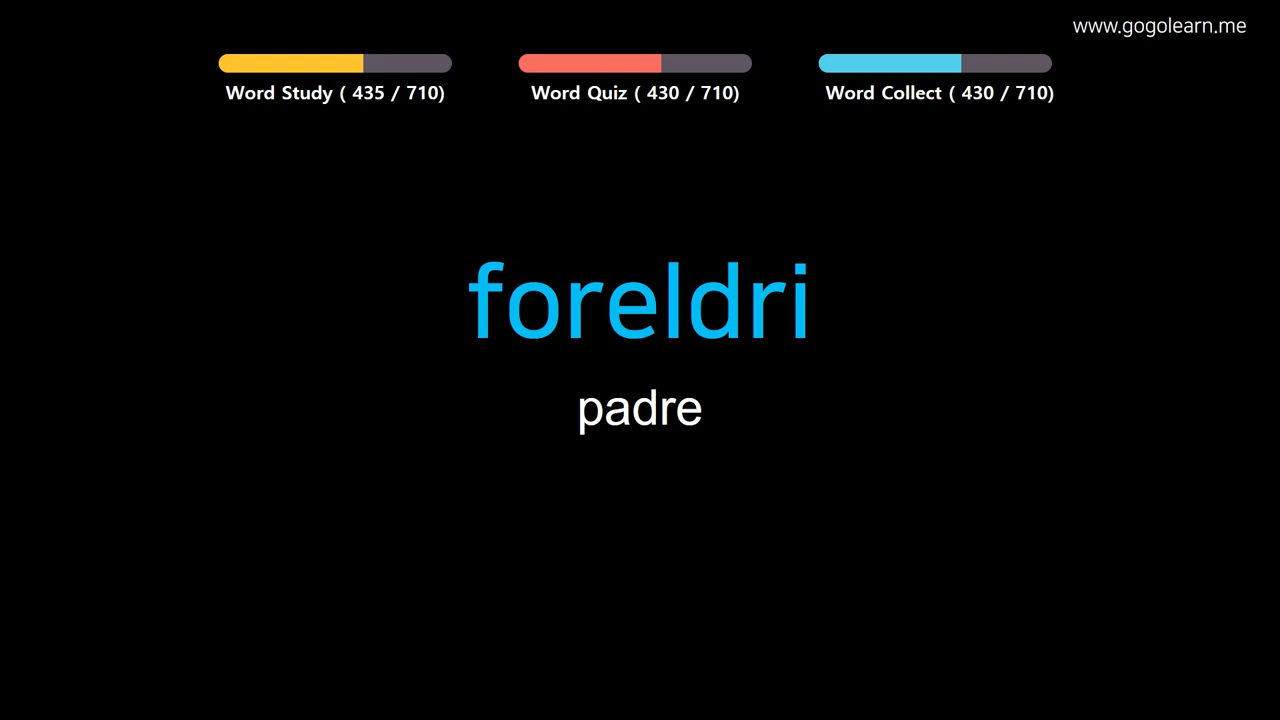 www.gogolearn.me
Word Study ( 435 / 710)
Word Quiz ( 430 / 710)
Word Collect ( 430 / 710)
foreldri
padre